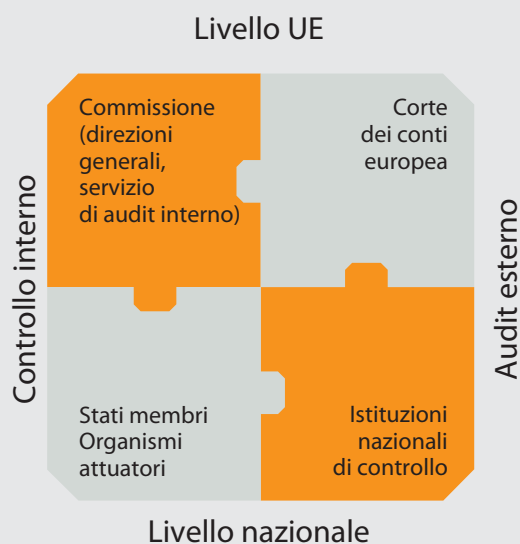 Livello UE
Commissione
(direzioni
generali,
servizio
di audit interno)
Corte
dei conti
europea
Controllo interno
Audit esterno
Stati membri
Organismi
attuatori
Istituzioni
nazionali
di controllo
Livello nazionale